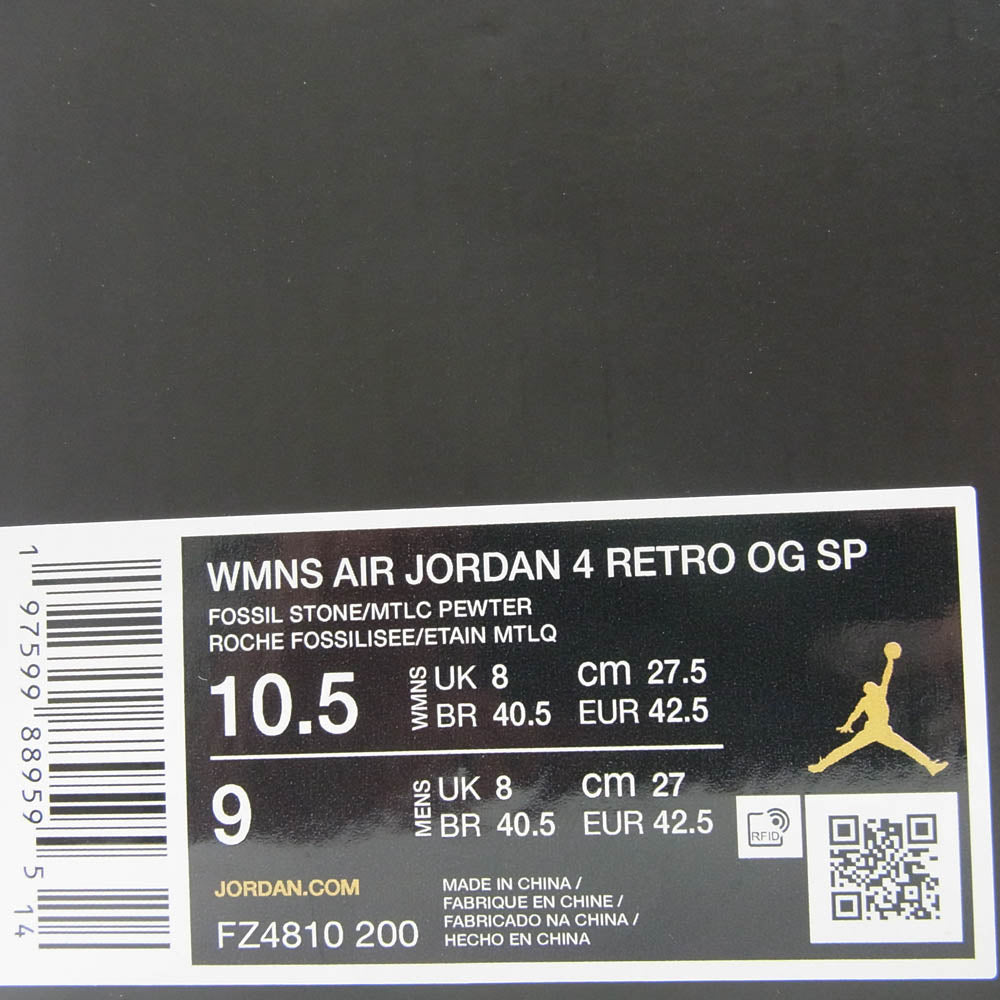 WMNS AIR JORDAN 4 RETRO OG SP
FOSSIL STONE/MTLC PEWTER
ROCHE FOSSILISEE/ETAIN MTLQ
10.5 WMNS UK 8 cm 27.5
BR 40.5 EUR 42.5
9 MENS UK 8 cm 27
BR 40.5 EUR 42.5
RFID
JORDAN.COM
FZ4810 200
MADE IN CHINA /
FABRIQUE EN CHINE /
FABRICADO NA CHINA /
HECHO EN CHINA
1 97599 88959 5 14